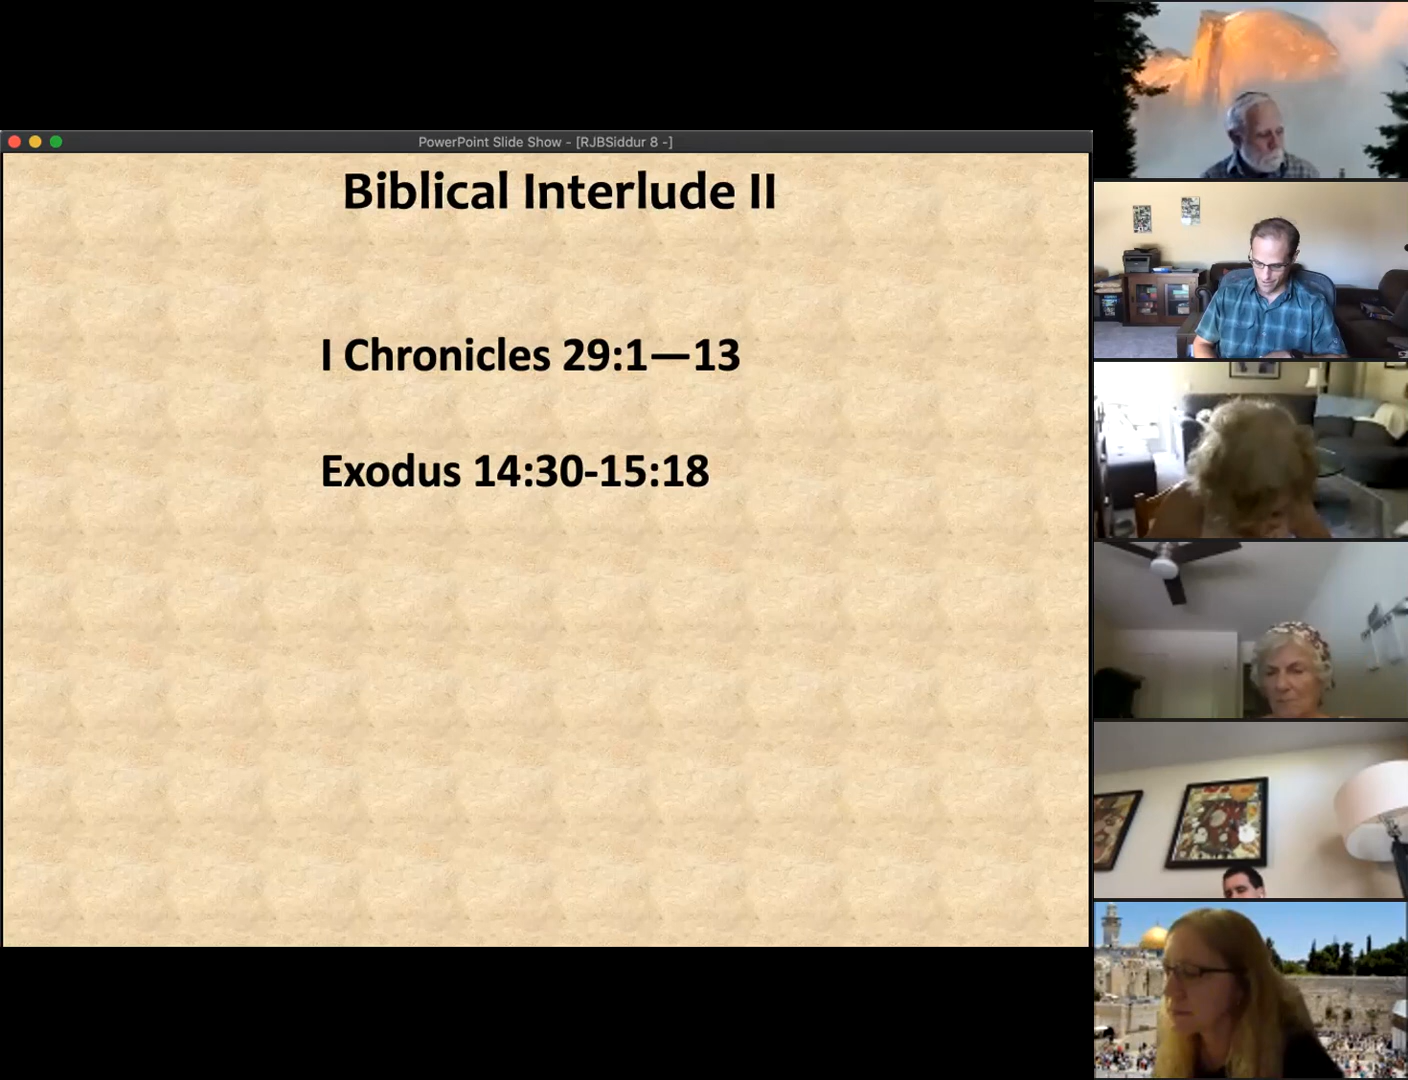 PowerPoint Slide Show - [RJBSiddur 8 -]
Biblical Interlude II
I Chronicles 29:1—13
Exodus 14:30-15:18